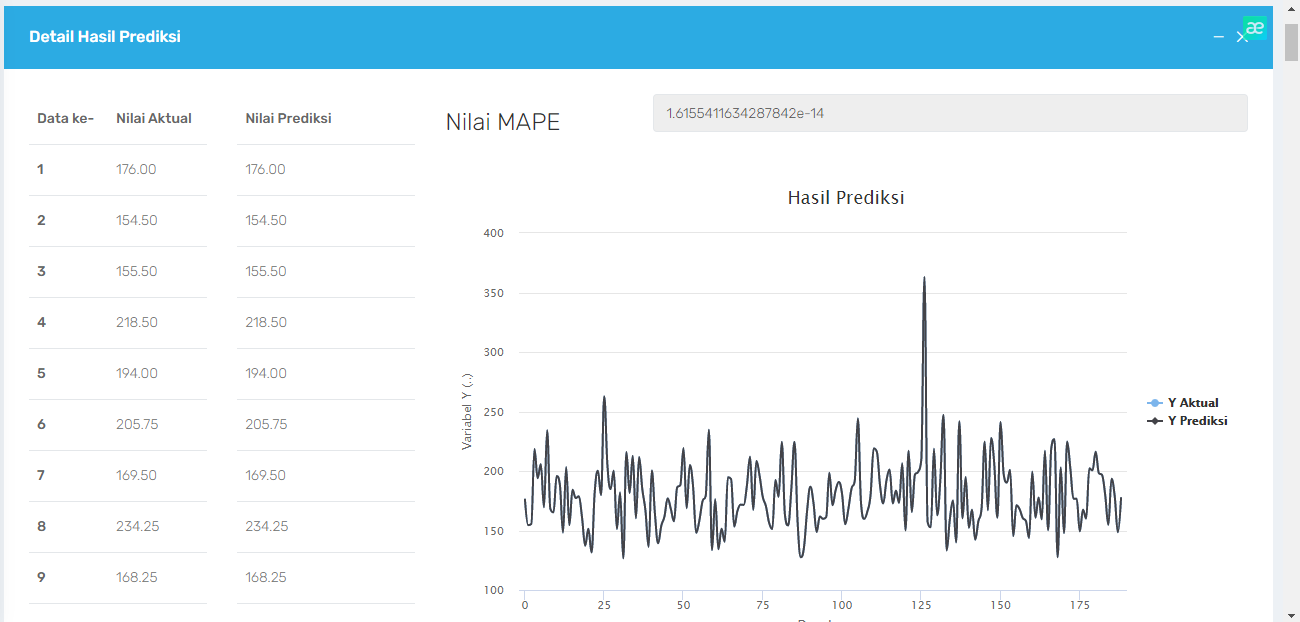 Detail Hasil Prediksi
æ
Data ke- Nilai Aktual Nilai Prediksi
1 176.00 176.00
2 154.50 154.50
3 155.50 155.50
4 218.50 218.50
5 194.00 194.00
6 205.75 205.75
7 169.50 169.50
8 234.25 234.25
9 168.25 168.25
Nilai MAPE 1.6155411634287842e-14
Hasil Prediksi
Variabel Y (..)
400
350
300
250
200
150
100
0 25 50 75 100 125 150 175
Y Aktual
Y Prediksi